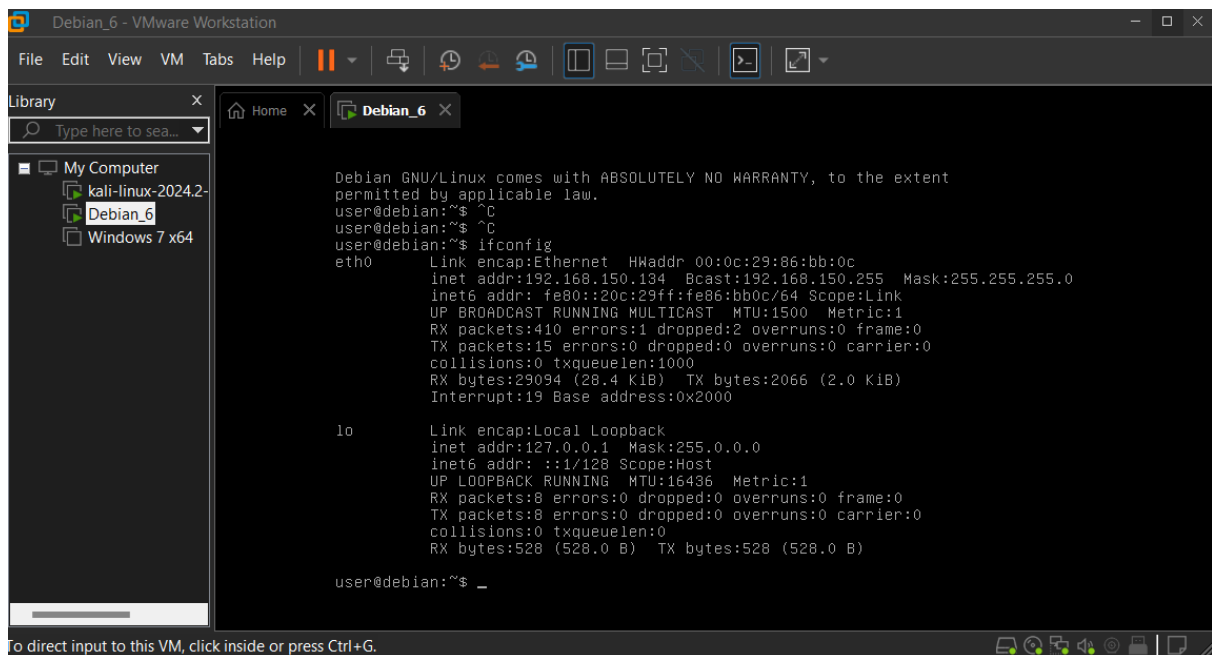 Debian_6 - VMware Workstation
File Edit View VM Tabs Help
Library X
Type here to sea...
My Computer
kali-linux-2024.2-
Debian_6
Windows 7 x64
Home
Debian_6
Debian GNU/Linux comes with ABSOLUTELY NO WARRANTY, to the extent
permitted by applicable law.
user@debian:~$ ^C
user@debian:~$ ^C
user@debian:~$ ifconfig
eth0 Link encap:Ethernet HWaddr 00:0c:29:86:bb:0c
inet addr:192.168.150.134 Bcast:192.168.150.255 Mask:255.255.255.0
inet6 addr: fe80::20c:29ff:fe86:bb0c/64 Scope:Link
UP BROADCAST RUNNING MULTICAST MTU:1500 Metric:1
RX packets:410 errors:1 dropped:2 overruns:0 frame:0
TX packets:15 errors:0 dropped:0 overruns:0 carrier:0
collisions:0 txqueuelen:1000
RX bytes:29094 (28.4 KiB) TX bytes:2066 (2.0 KiB)
Interrupt:19 Base address:0x2000
lo Link encap:Local Loopback
inet addr:127.0.0.1 Mask:255.0.0.0
inet6 addr: ::1/128 Scope:Host
UP LOOPBACK RUNNING MTU:16436 Metric:1
RX packets:8 errors:0 dropped:0 overruns:0 frame:0
TX packets:8 errors:0 dropped:0 overruns:0 carrier:0
collisions:0 txqueuelen:0
RX bytes:528 (528.0 B) TX bytes:528 (528.0 B)
user@debian:~$ _
To direct input to this VM, click inside or press Ctrl+G.